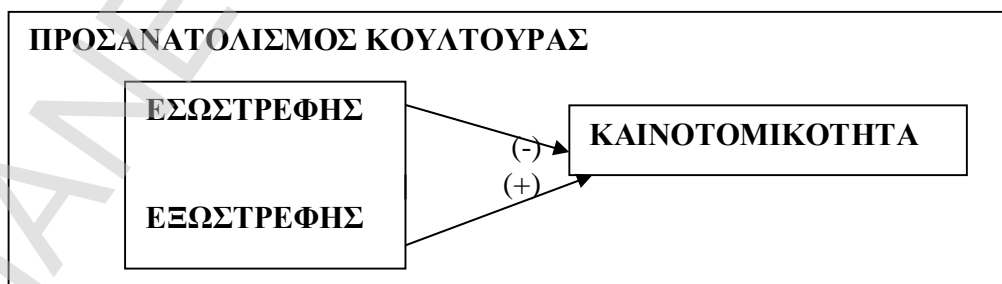 ΠΡΟΣΑΝΑΤΟΛΙΣΜΟΣ ΚΟΥΛΤΟΥΡΑΣ
ΕΣΩΣΤΡΕΦΗΣ
(-)
ΚΑΙΝΟΤΟΜΙΚΟΤΗΤΑ
(+)
ΕΞΩΣΤΡΕΦΗΣ